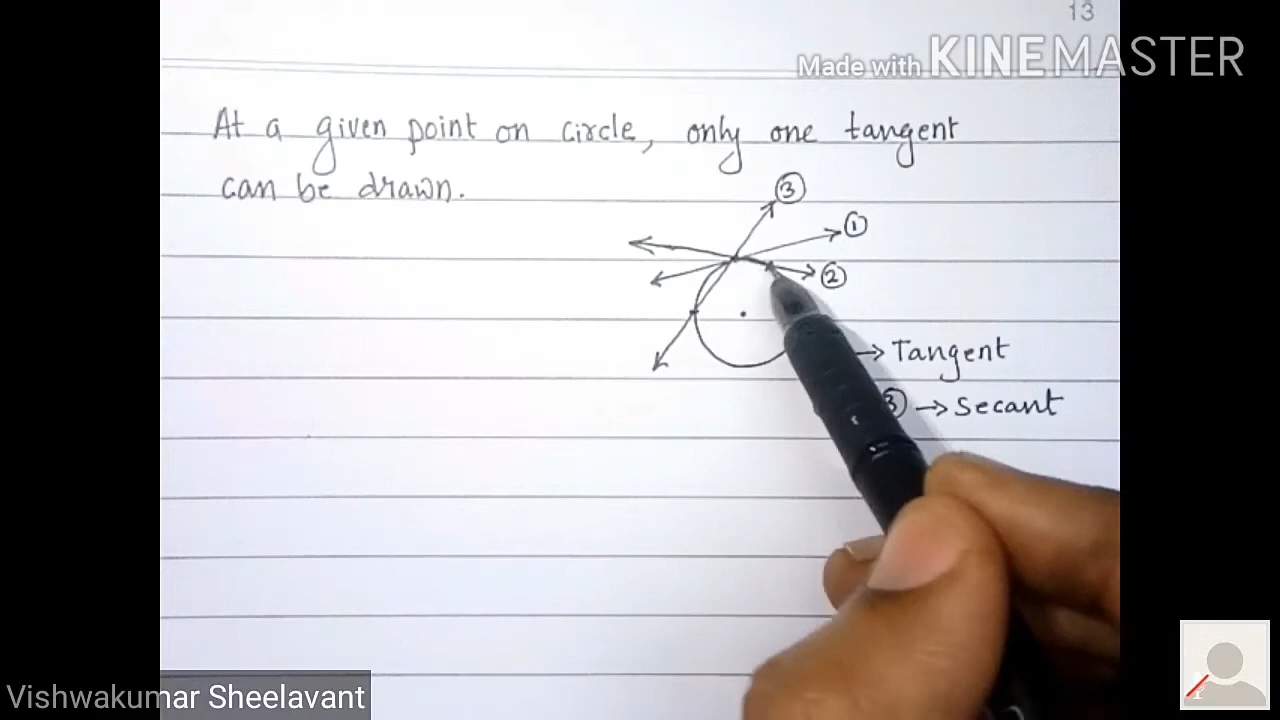 13
Made with KINEMASTER
At a given point on circle, only one tangent
can be drawn.
③
①
②
→ Tangent
③ → Secant
Vishwakumar Sheelavant